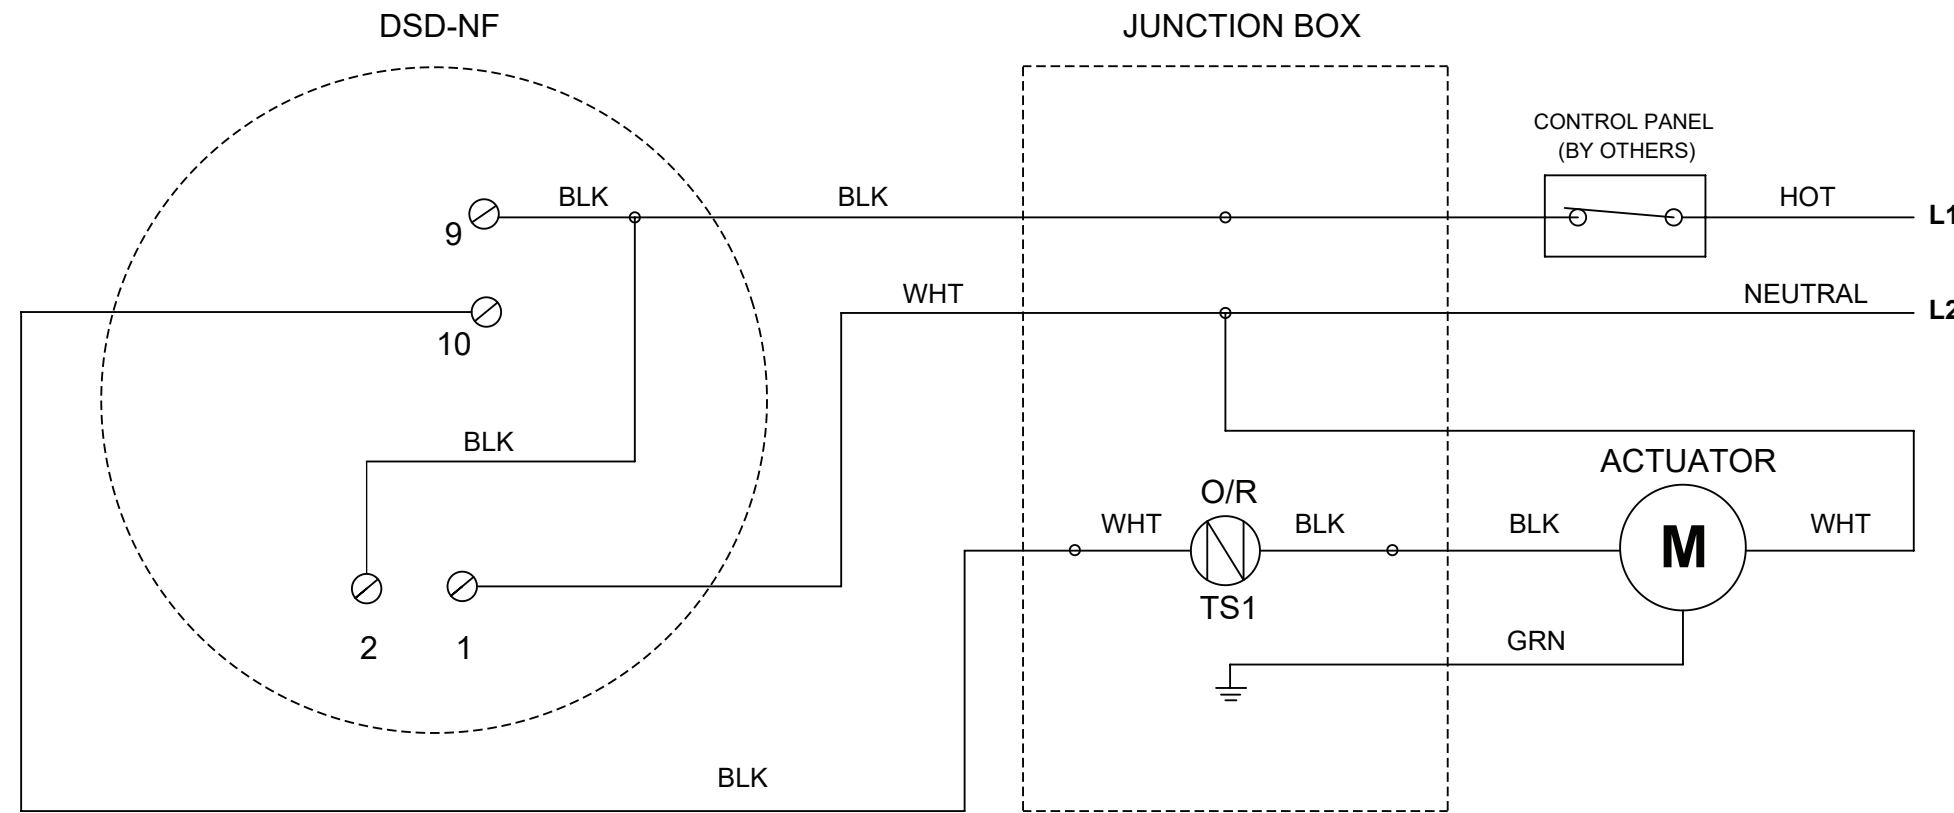 DSD-NF
JUNCTION BOX
CONTROL PANEL
(BY OTHERS)
BLK
BLK
HOT
L1
9
WHT
NEUTRAL
L2
10
BLK
ACTUATOR
O/R
WHT
BLK
BLK
M
WHT
TS1
2
1
GRN
BLK